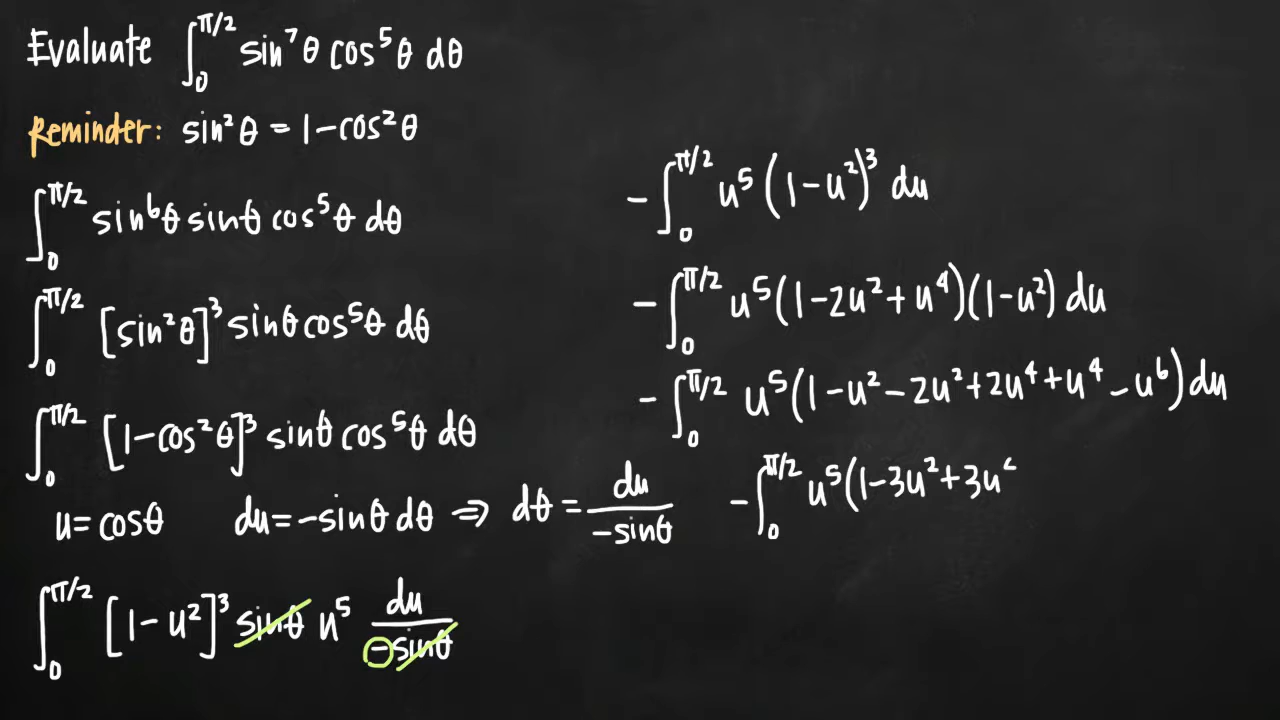 Evaluate ∫₀^π/2 sin⁷θ cos⁵θ dθ
Reminder: sin²θ = 1-cos²θ
∫₀^π/2 sin⁶θ sinθ cos⁵θ dθ
∫₀^π/2 [sin²θ]³ sinθ cos⁵θ dθ
∫₀^π/2 [1-cos²θ]³ sinθ cos⁵θ dθ
u = cosθ du = -sinθ dθ ⇒ dθ = du/-sinθ
∫₀^π/2 [1-u²]³ sinθ u⁵ du/-sinθ
-∫₀^π/2 u⁵(1-u²)³ du
-∫₀^π/2 u⁵(1-2u²+u⁴)(1-u²) du
-∫₀^π/2 u⁵(1-u²-2u²+2u⁴+u⁴-u⁶) du
-∫₀^π/2 u⁵(1-3u²+3u